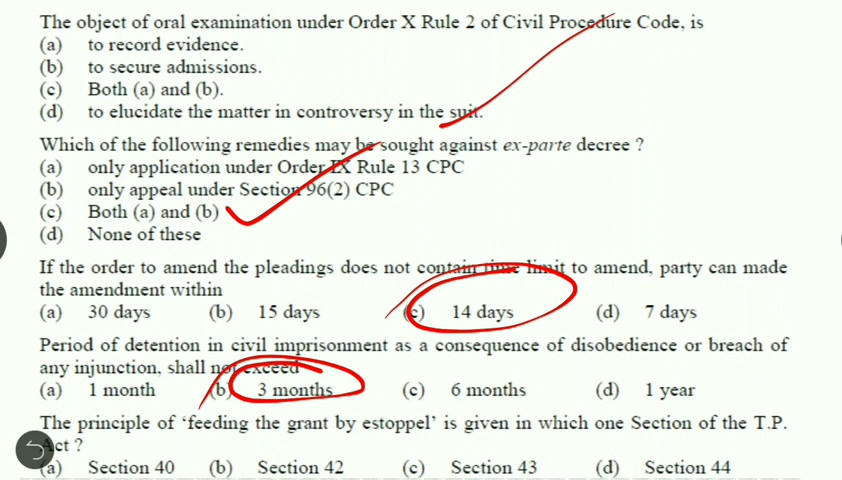 The object of oral examination under Order X Rule 2 of Civil Procedure Code, is
(a) to record evidence.
(b) to secure admissions.
(c) Both (a) and (b).
(d) to elucidate the matter in controversy in the suit.
Which of the following remedies may be sought against ex-parte decree ?
(a) only application under Order IX Rule 13 CPC
(b) only appeal under Section 96(2) CPC
(c) Both (a) and (b)
(d) None of these
If the order to amend the pleadings does not contain time limit to amend, party can made
the amendment within
(a) 30 days (b) 15 days (c) 14 days (d) 7 days
Period of detention in civil imprisonment as a consequence of disobedience or breach of
any injunction, shall not exceed
(a) 1 month (b) 3 months (c) 6 months (d) 1 year
The principle of ‘feeding the grant by estoppel’ is given in which one Section of the T.P.
Act ?
(a) Section 40 (b) Section 42 (c) Section 43 (d) Section 44